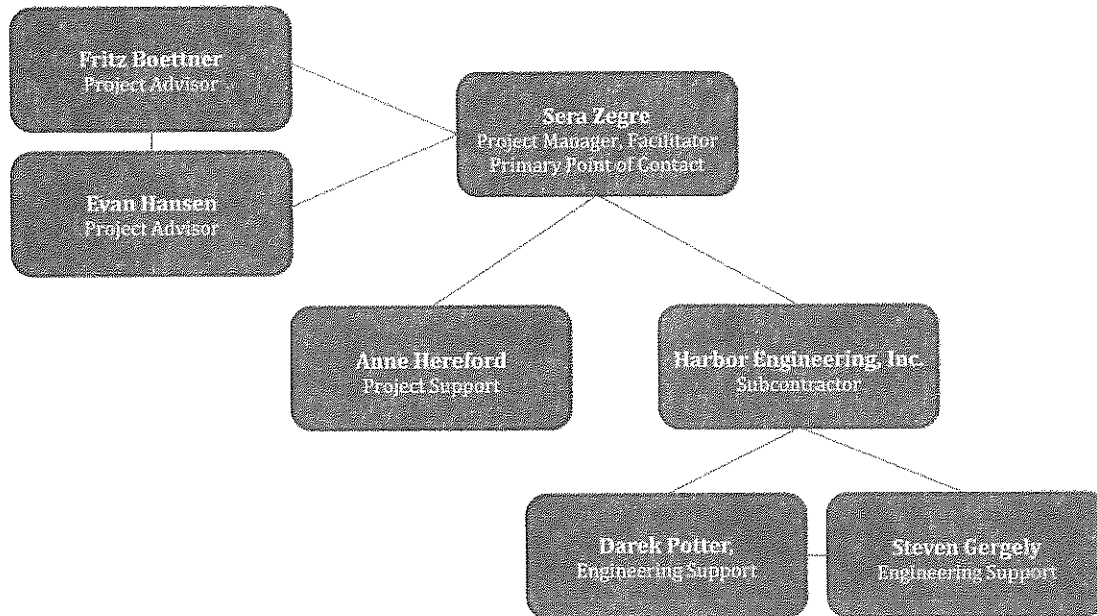 Fritz Boettner
Project Advisor
Evan Hansen
Project Advisor
Sera Zegre
Project Manager, Facilitator
Primary Point of Contact
Anne Hereford
Project Support
Harbor Engineering, Inc.
Subcontractor
Darek Potter,
Engineering Support
Steven Gergely
Engineering Support